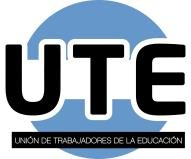 UTE
UNIÓN DE TRABAJADORES DE LA EDUCACIÓN